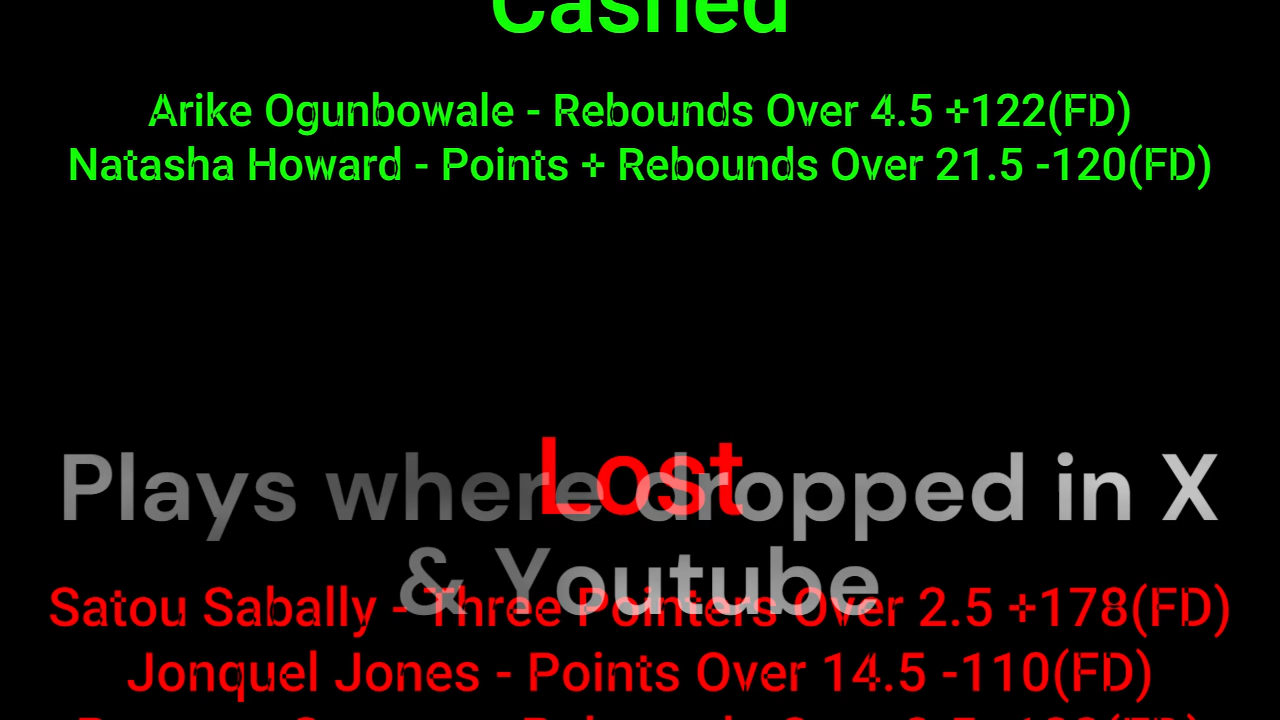 Cashed
Arike Ogunbowale - Rebounds Over 4.5 +122(FD)
Natasha Howard - Points + Rebounds Over 21.5 -120(FD)
Lost
Plays where dropped in X
& Youtube
Satou Sabally - Three Pointers Over 2.5 +178(FD)
Jonquel Jones - Points Over 14.5 -110(FD)